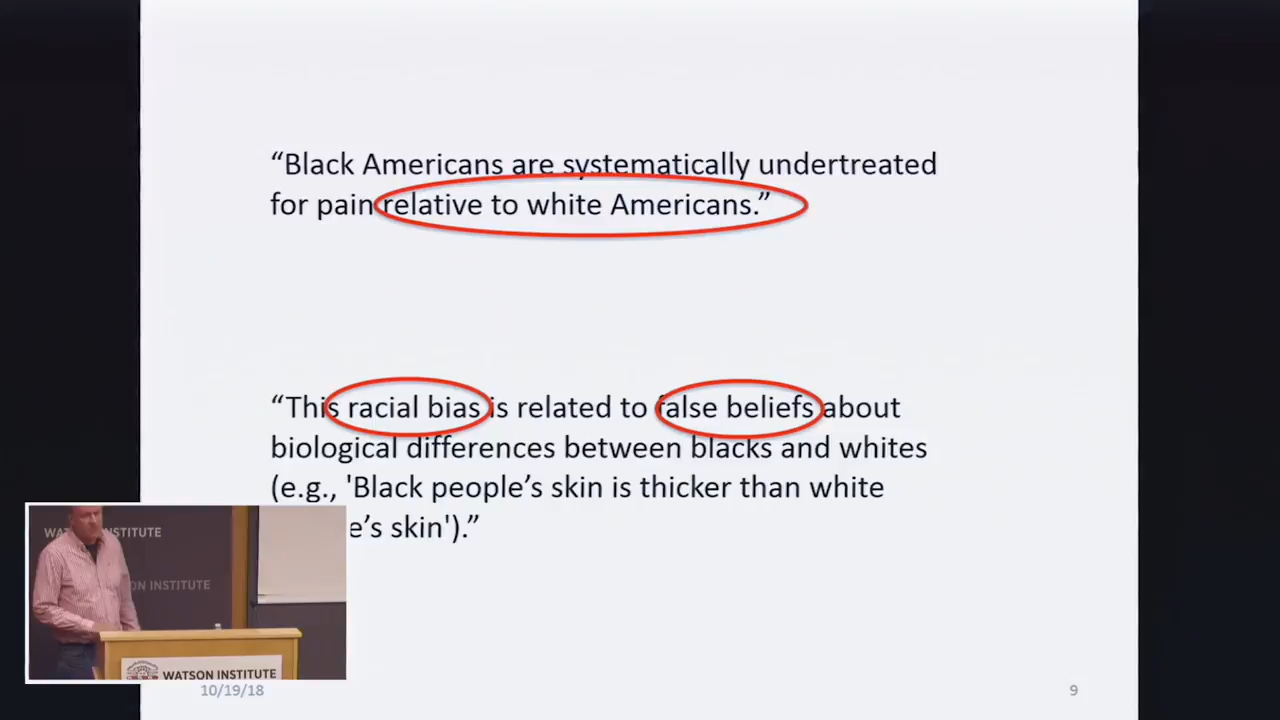 “Black Americans are systematically undertreated
for pain relative to white Americans.”
“This racial bias is related to false beliefs about
biological differences between blacks and whites
(e.g., 'Black people’s skin is thicker than white
e’s skin').”
WATSON INSTITUTE
SON INSTITUTE
WATSON INSTITUTE
10/19/18
9